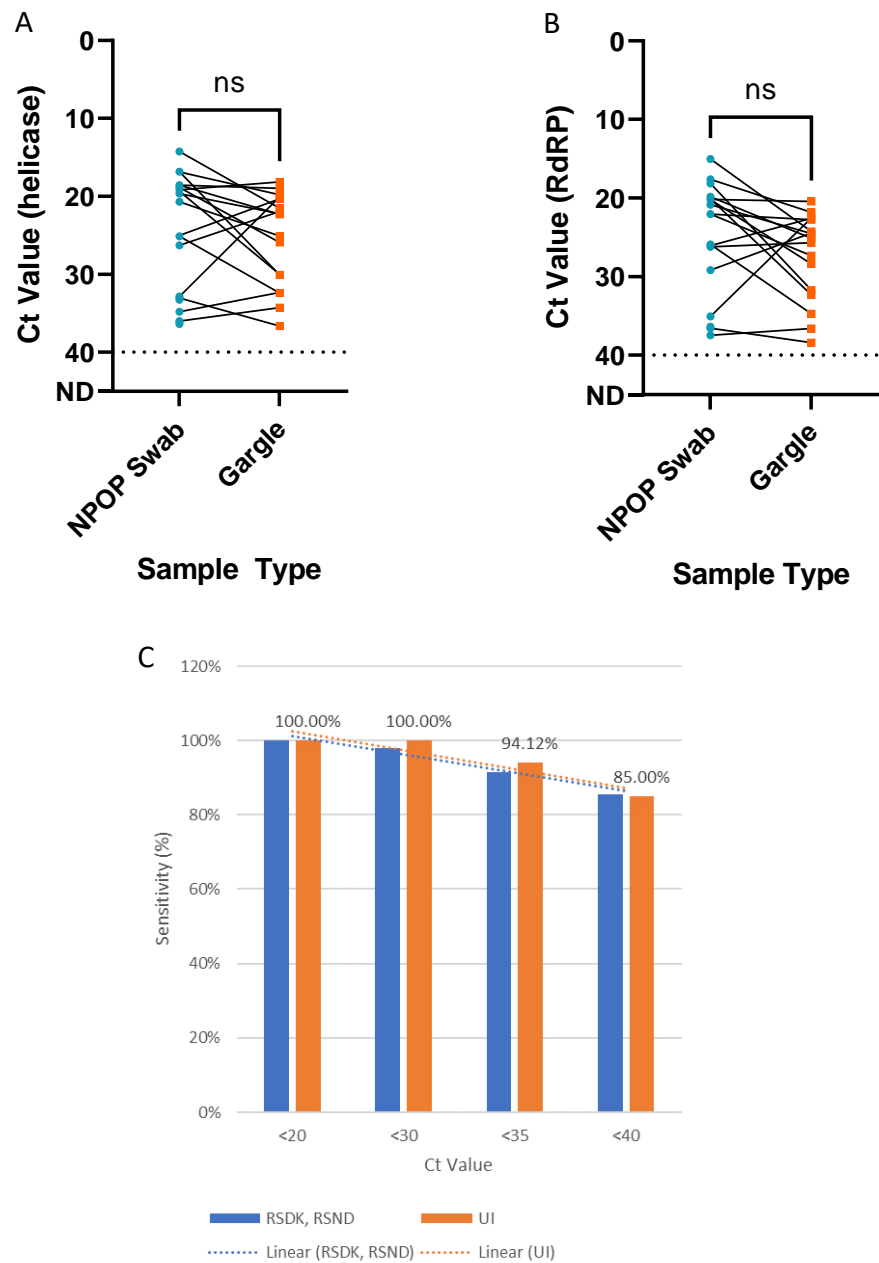 A
Ct Value (helicase)
0
10
20
30
40
ND
ns
NPOP Swab
Gargle
Sample Type
B
Ct Value (RdRP)
0
10
20
30
40
ND
ns
NPOP Swab
Gargle
Sample Type
C
Sensitivity (%)
120%
100%
80%
60%
40%
20%
0%
100.00%
100.00%
94.12%
85.00%
<20
<30
<35
<40
Ct Value
RSDK, RSND
UI
Linear (RSDK, RSND)
Linear (UI)